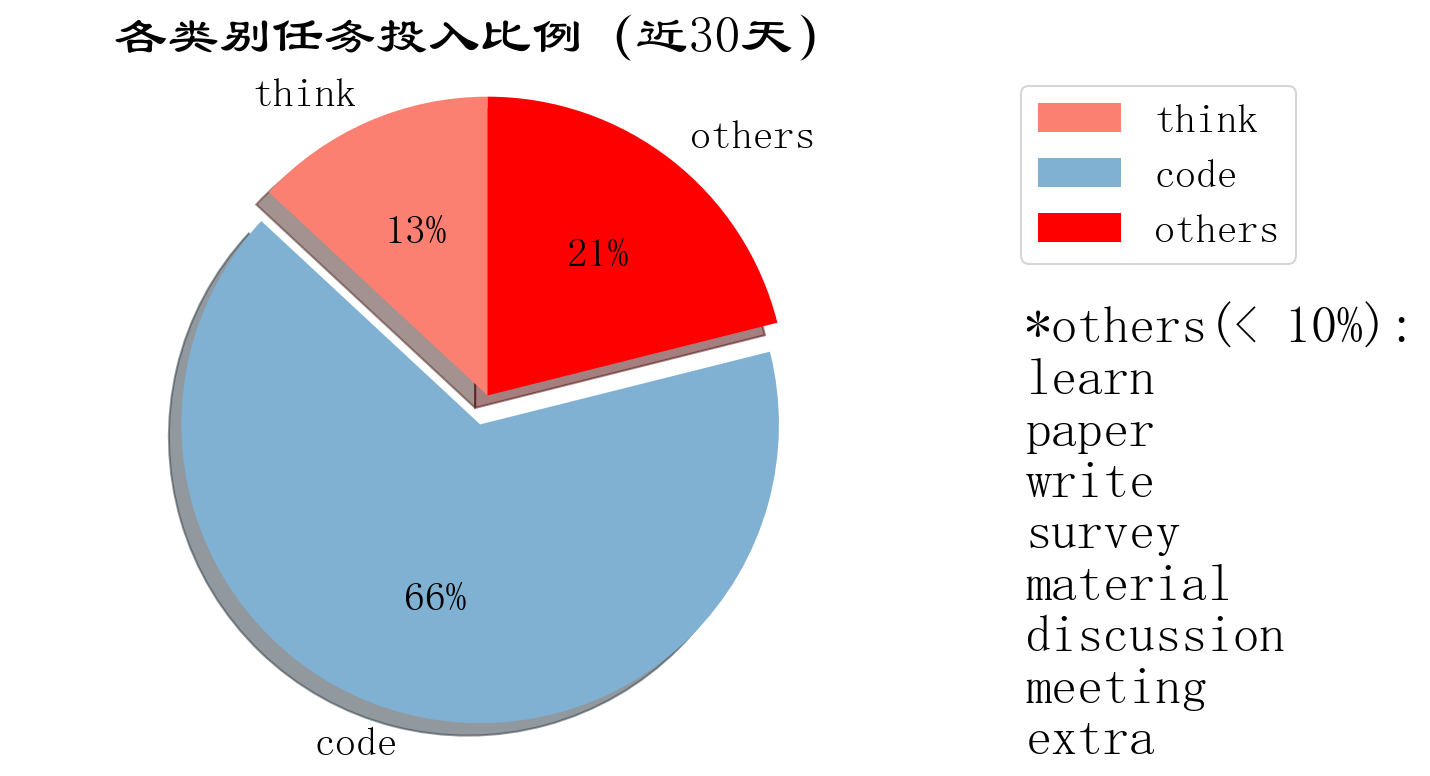 各类别任务投入比例 (近30天)
think
others
13%
21%
66%
code
think
code
others
*others(< 10%):
learn
paper
write
survey
material
discussion
meeting
extra